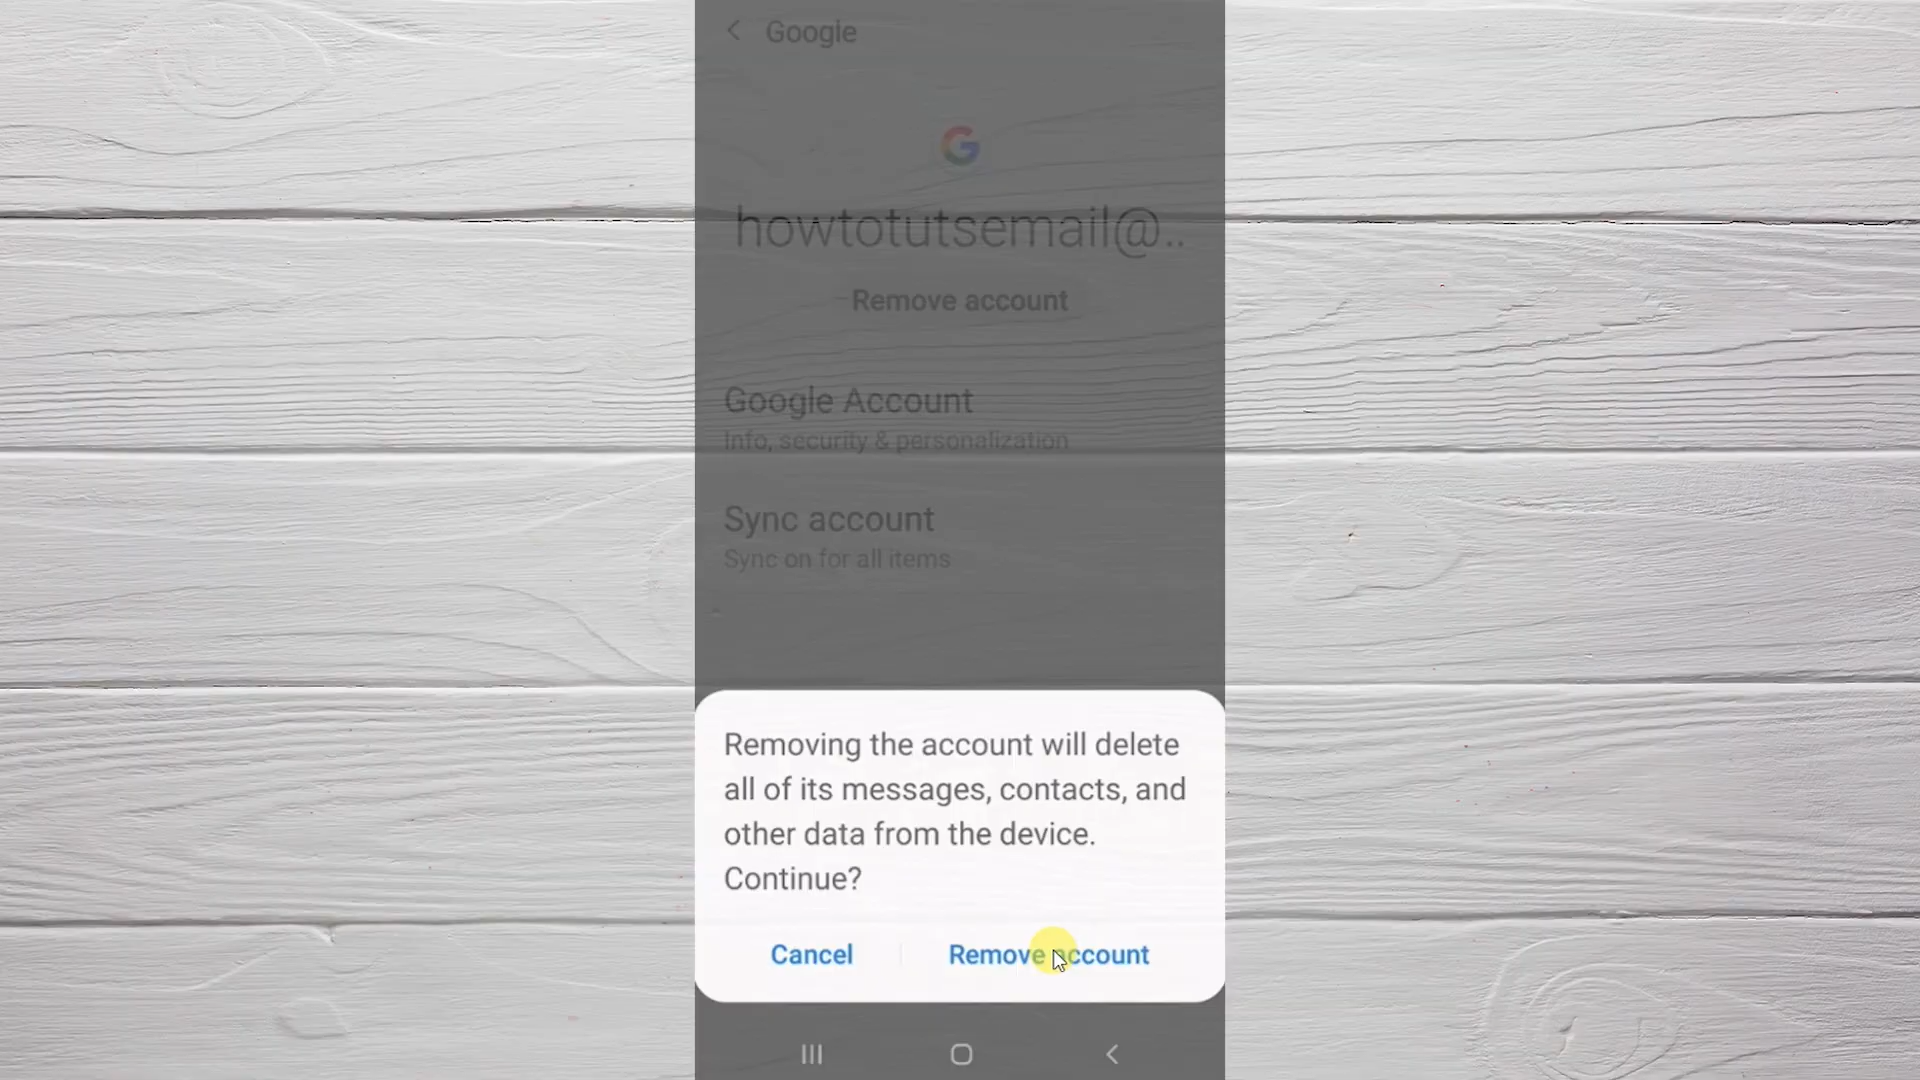 Google
howtotutsemail@..
Remove account
Google Account
Info, security & personalization
Sync account
Sync on for all items
Removing the account will delete
all of its messages, contacts, and
other data from the device.
Continue?
Cancel
Remove account